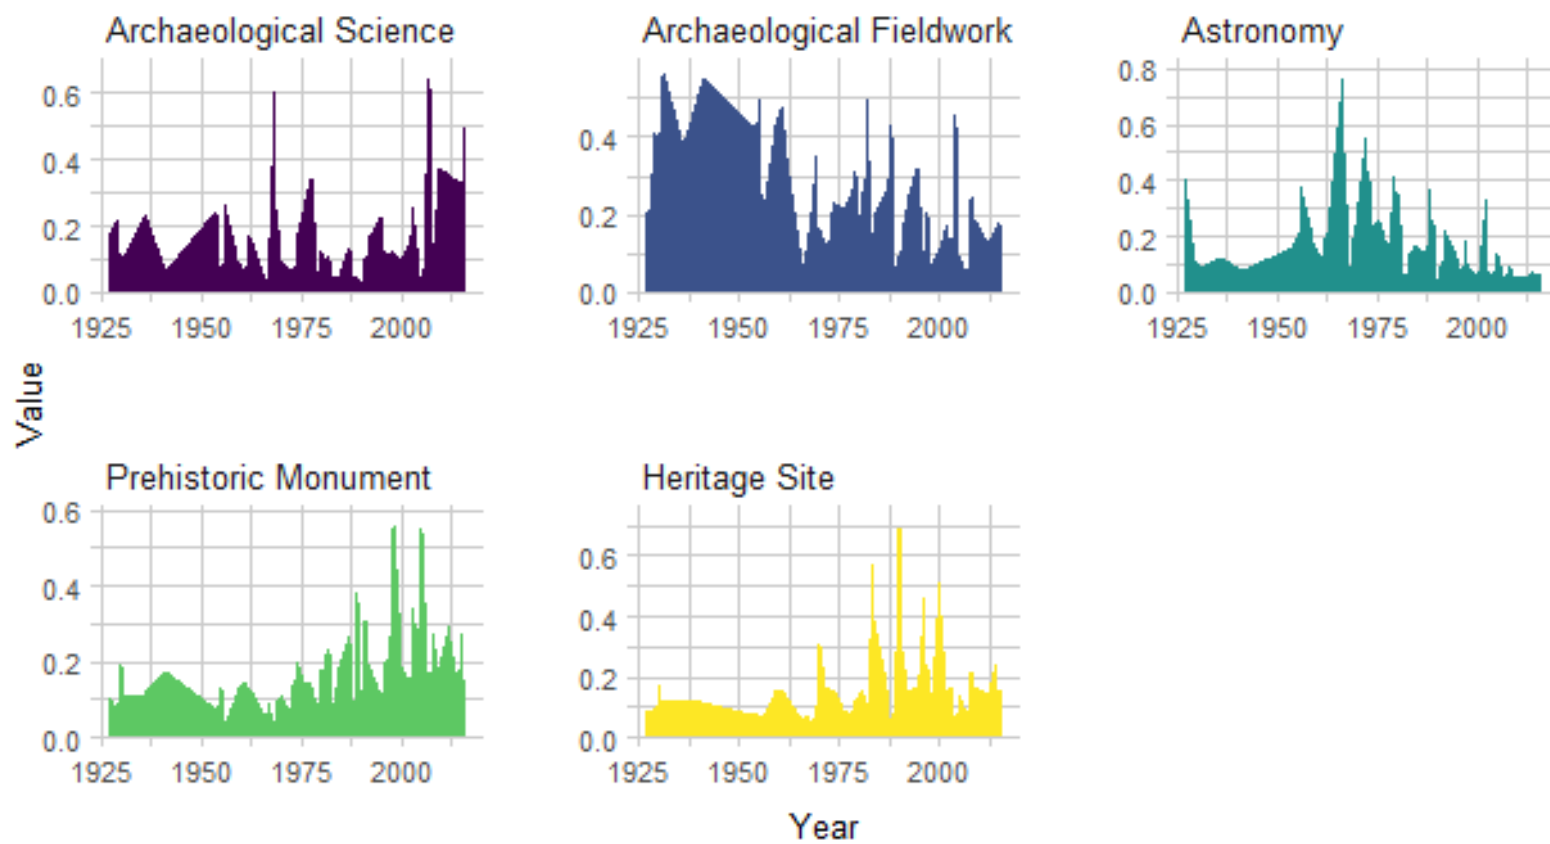 Archaeological Science
Archaeological Fieldwork
Astronomy
0.6
0.4
0.2
0.0
1925 1950 1975 2000
0.4
0.2
0.0
1925 1950 1975 2000
0.8
0.6
0.4
0.2
0.0
1925 1950 1975 2000
Value
Prehistoric Monument
Heritage Site
0.6
0.4
0.2
0.0
1925 1950 1975 2000
0.6
0.4
0.2
0.0
1925 1950 1975 2000
Year